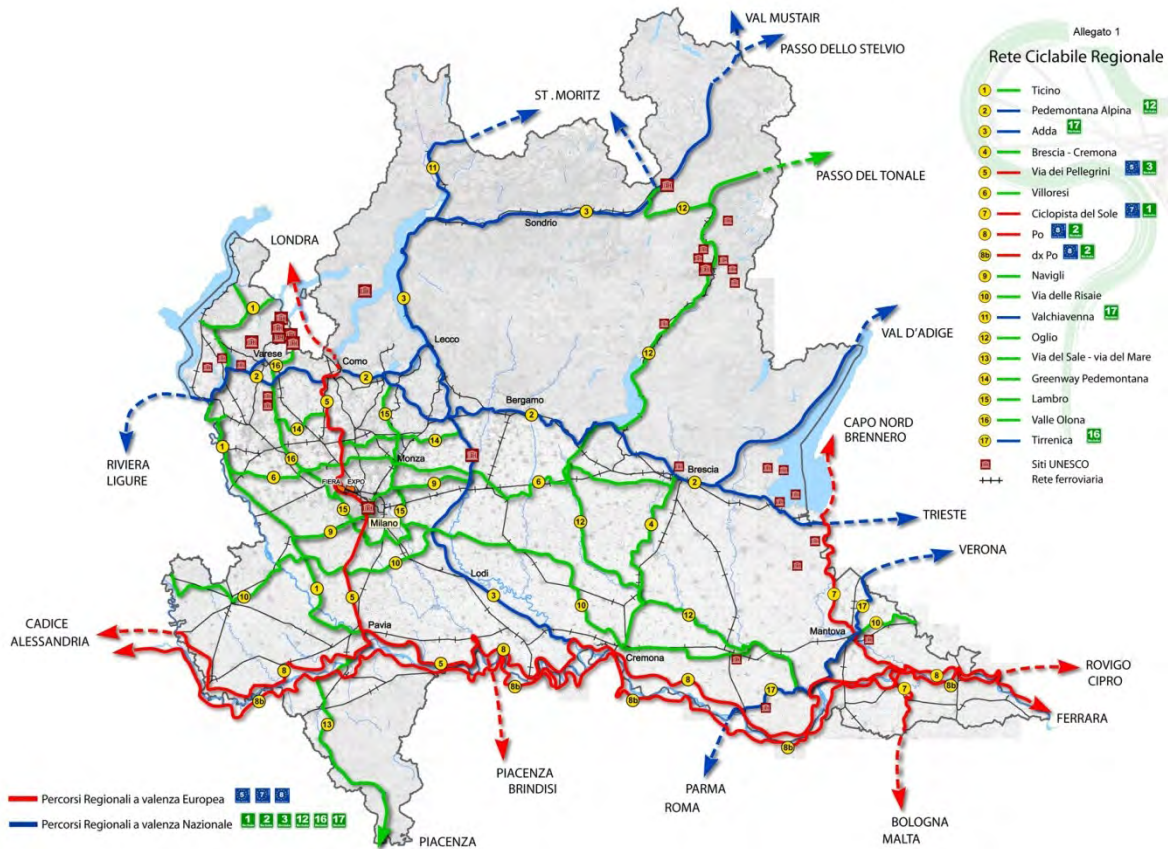 VAL MUSTAIR
PASSO DELLO STELVIO
ST .MORITZ
PASSO DEL TONALE
LONDRA
VAL D'ADIGE
CAPO NORD
BRENNERO
RIVIERA
LIGURE
TRIESTE
VERONA
CADICE
ALESSANDRIA
ROVIGO
CIPRO
FERRARA
PIACENZA
BRINDISI
PARMA
ROMA
BOLOGNA
MALTA
PIACENZA
Sondrio
Varese
Como
Lecco
Bergamo
Monza
Brescia
FIERA EXPO
Milano
Lodi
Pavia
Cremona
Mantova
Allegato 1
Rete Ciclabile Regionale
1 Ticino
2 Pedemontana Alpina 12
3 Adda 17
4 Brescia - Cremona
5 Via dei Pellegrini 5 3
6 Villoresi
7 Ciclopista del Sole 7 1
8 Po 8 2
8b dx Po 8 2
9 Navigli
10 Via delle Risaie
11 Valchiavenna 17
12 Oglio
13 Via del Sale - via del Mare
14 Greenway Pedemontana
15 Lambro
16 Valle Olona
17 Tirrenica 16
Siti UNESCO
Rete ferroviaria
Percorsi Regionali a valenza Europea 5 7 8
Percorsi Regionali a valenza Nazionale 1 2 3 12 16 17